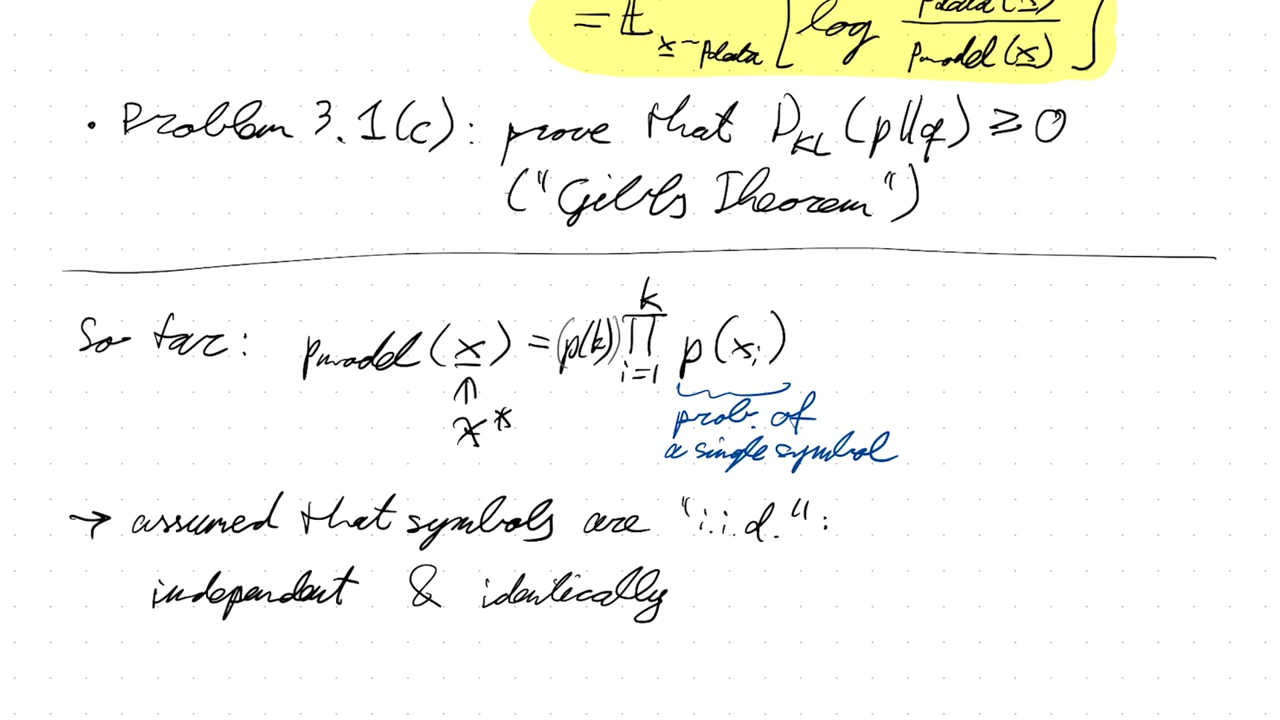 = 𝔼 x~pdata [ log pdata(x) / pmodel(x) ]
• Problem 3.1(c): prove that D_KL (p||q) ≥ 0
("Gibbs Theorem")
So far: pmodel(x) = (p(k)) ∏_{i=1}^{k} p(x_i)
↑
𝒳*
prob. of
a single symbol
→ assumed that symbols are "i.i.d.":
independent & identically